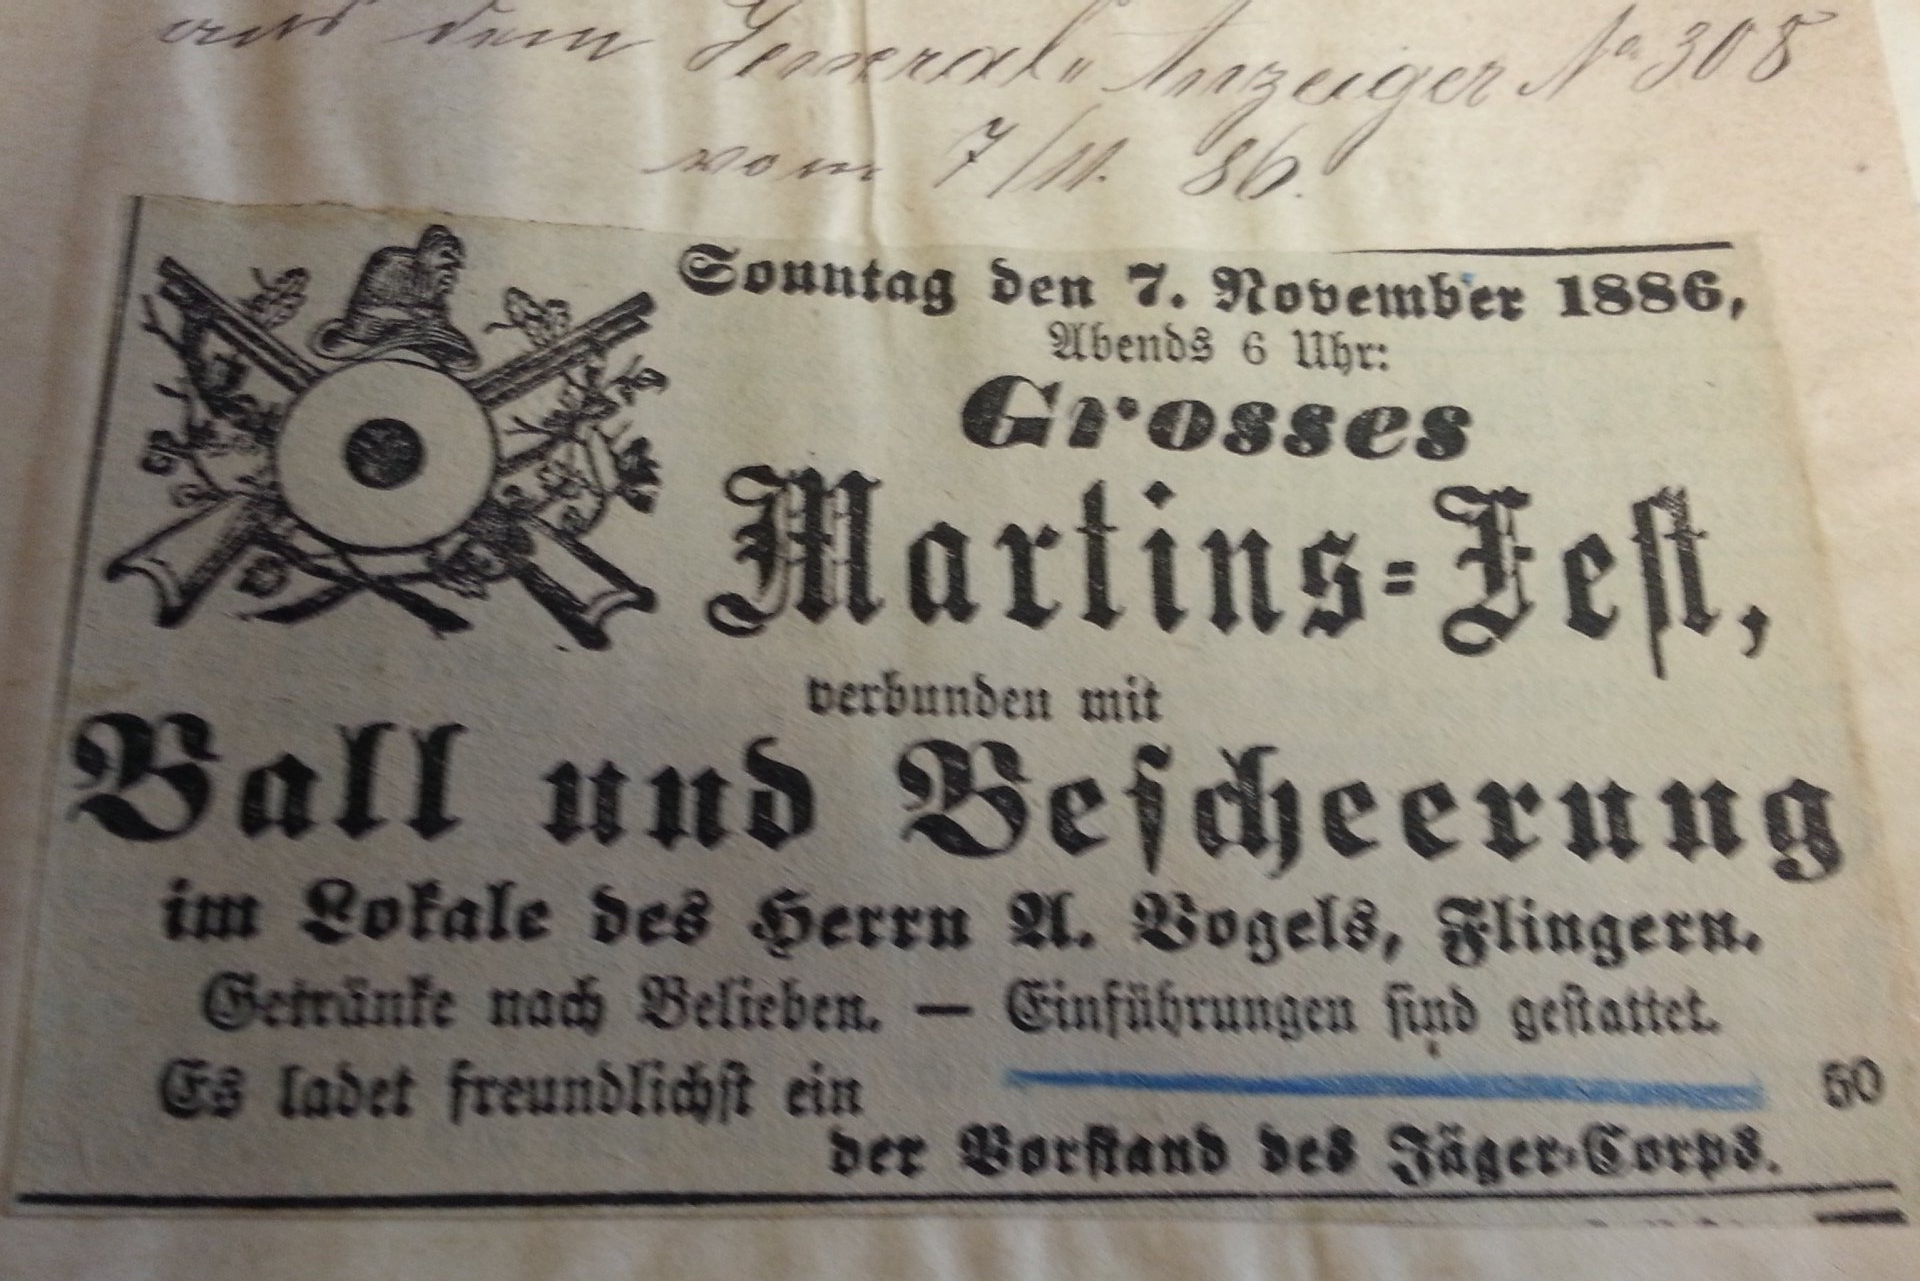 aus dem General-Anzeiger No 308
vom 7/11. 86.
Sonntag den 7. November 1886,
Abends 6 Uhr:
Grosses
Martins-Fest,
verbunden mit
Ball und Bescheerung
im Lokale des Herrn A. Vogels, Flingern.
Getränke nach Belieben. — Einführungen sind gestattet.
Es ladet freundlichst ein
50
der Vorstand des Jäger-Corps.